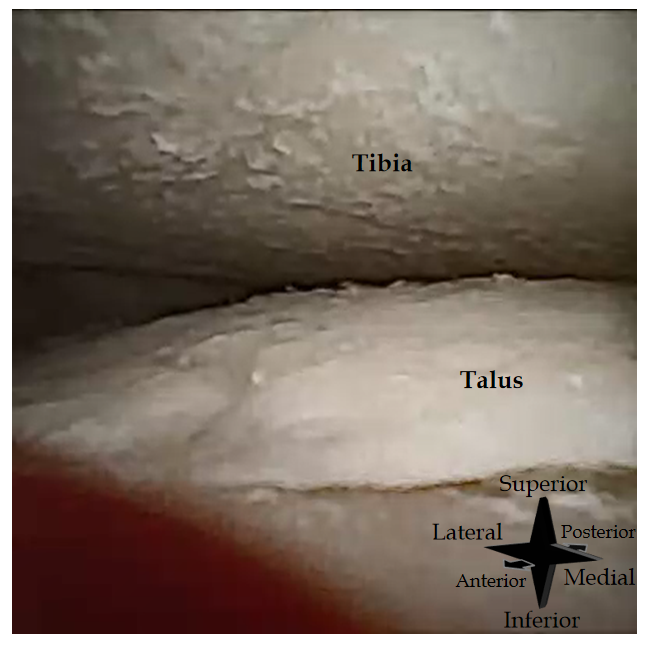 Tibia
Talus
Superior
Lateral
Posterior
Anterior
Medial
Inferior